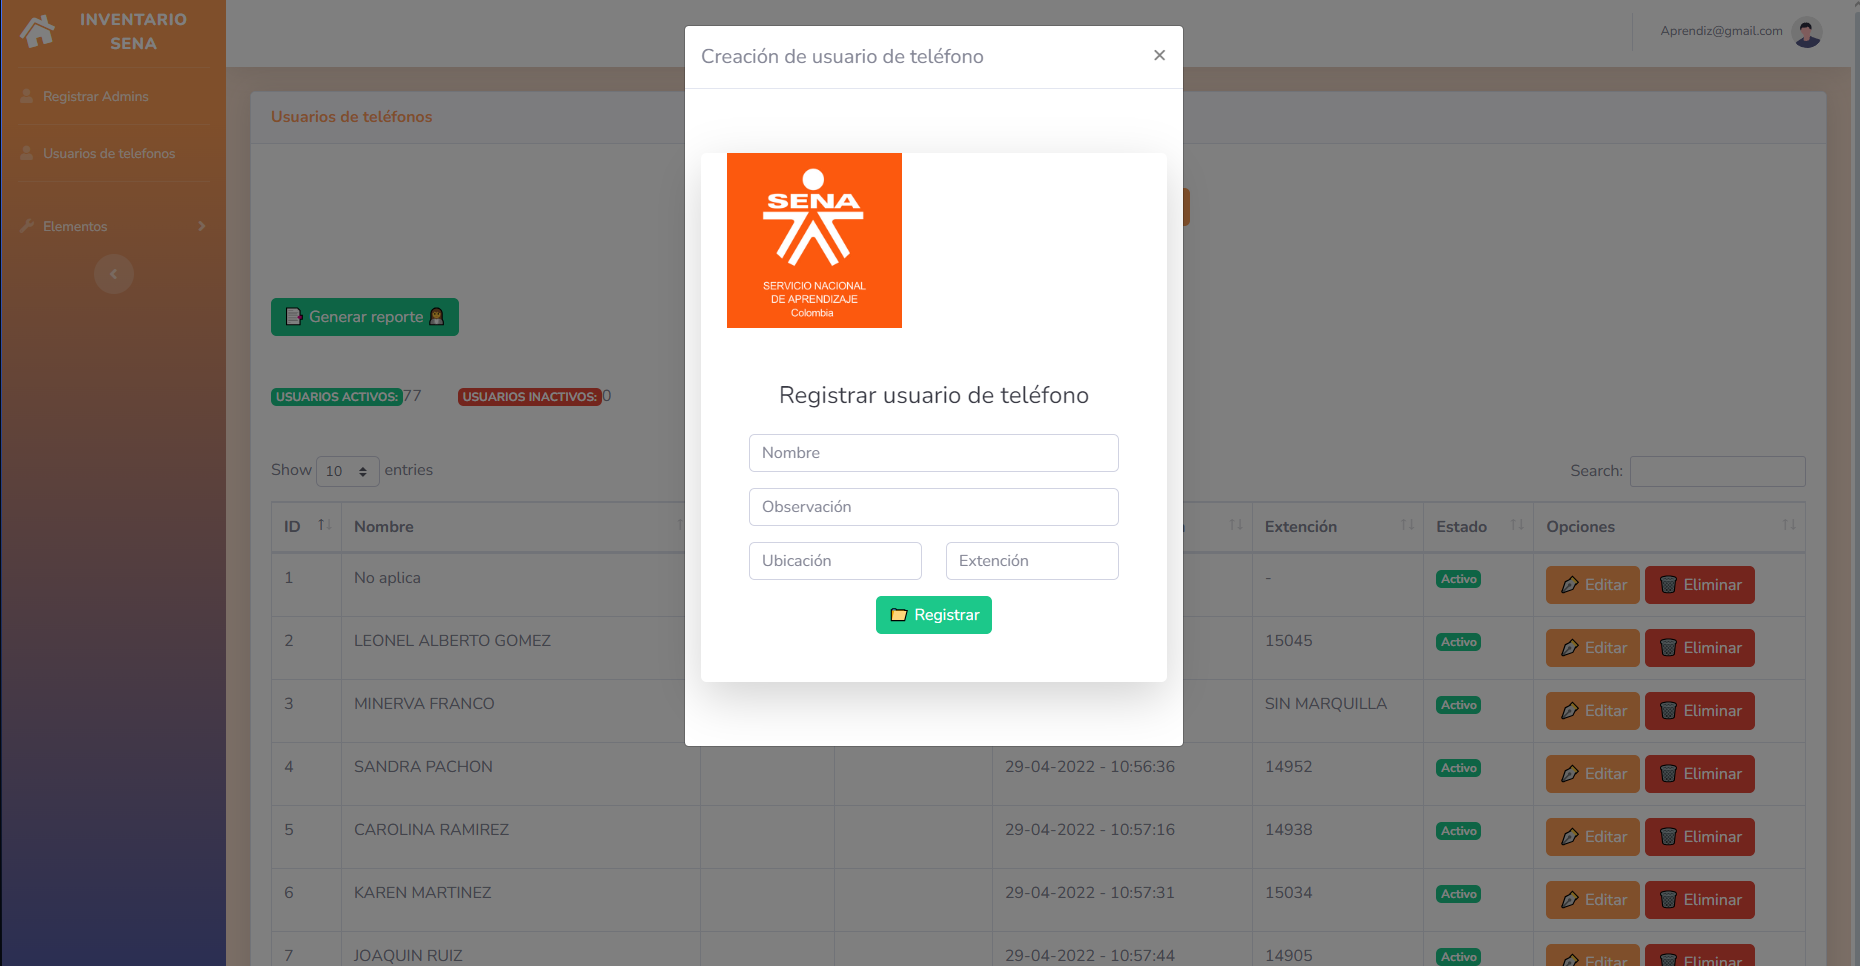 INVENTARIO
SENA
Registrar Admins
Usuarios de telefonos
Elementos
Aprendiz@gmail.com
Usuarios de teléfonos
Generar reporte
USUARIOS ACTIVOS: 77 USUARIOS INACTIVOS: 0
Show 10 entries
Search:
Creación de usuario de teléfono ×
SENA
SERVICIO NACIONAL
DE APRENDIZAJE
Colombia
Registrar usuario de teléfono
Nombre
Observación
Ubicación Extención
Registrar
ID Nombre Extención Estado Opciones
1 No aplica - Activo Editar Eliminar
2 LEONEL ALBERTO GOMEZ 15045 Activo Editar Eliminar
3 MINERVA FRANCO SIN MARQUILLA Activo Editar Eliminar
4 SANDRA PACHON 29-04-2022 - 10:56:36 14952 Activo Editar Eliminar
5 CAROLINA RAMIREZ 29-04-2022 - 10:57:16 14938 Activo Editar Eliminar
6 KAREN MARTINEZ 29-04-2022 - 10:57:31 15034 Activo Editar Eliminar
7 JOAQUIN RUIZ 29-04-2022 - 10:57:44 14905 Activo Editar Eliminar